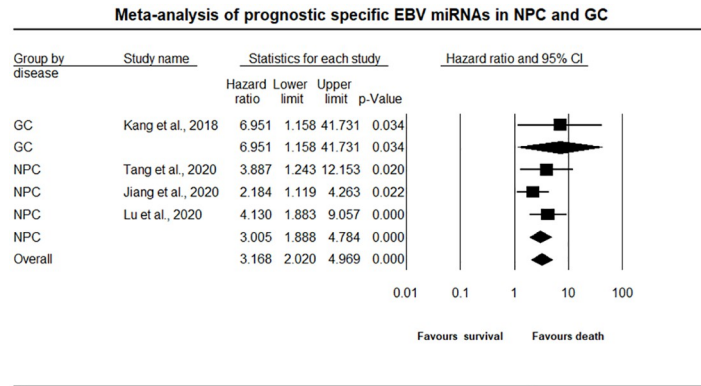 Meta-analysis of prognostic specific EBV miRNAs in NPC and GC
Group by Study name Statistics for each study Hazard ratio and 95% CI
disease
Hazard Lower Upper
ratio limit limit p-Value
GC Kang et al., 2018 6.951 1.158 41.731 0.034
GC 6.951 1.158 41.731 0.034
NPC Tang et al., 2020 3.887 1.243 12.153 0.020
NPC Jiang et al., 2020 2.184 1.119 4.263 0.022
NPC Lu et al., 2020 4.130 1.883 9.057 0.000
NPC 3.005 1.888 4.784 0.000
Overall 3.168 2.020 4.969 0.000
0.01 0.1 1 10 100
Favours survival Favours death